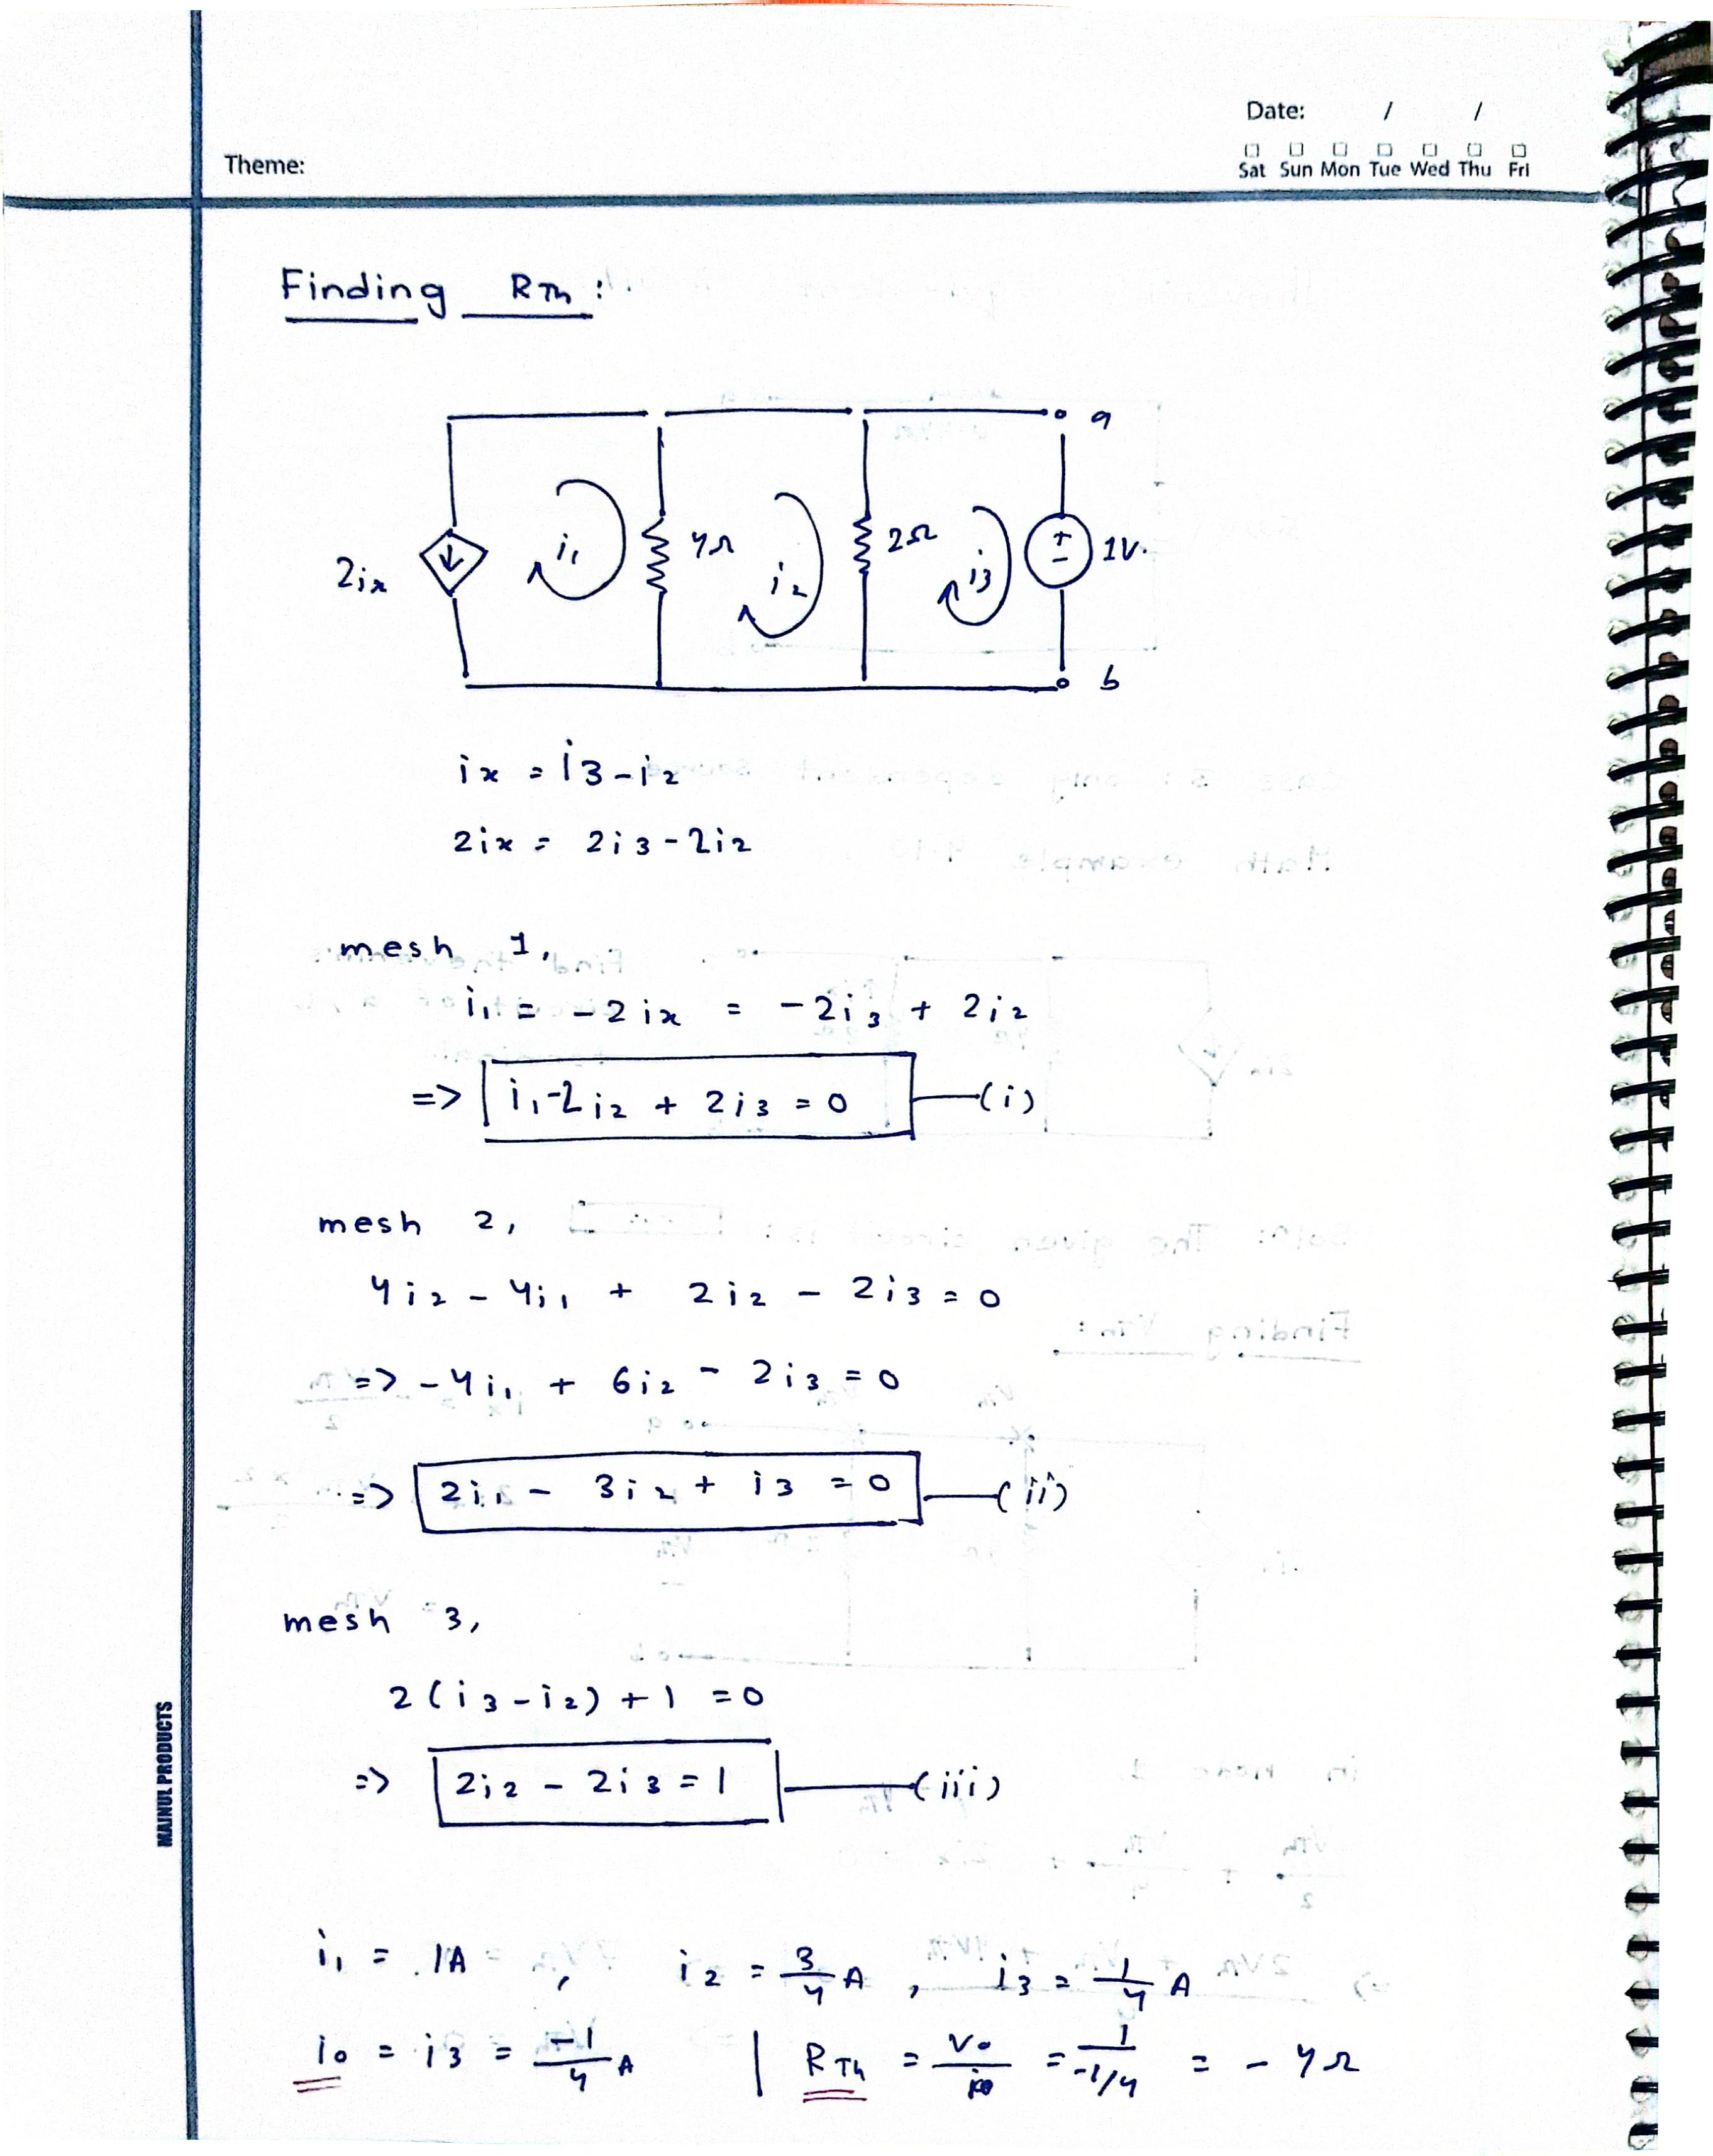 Date: / /
Sat Sun Mon Tue Wed Thu Fri
Theme:
Finding RTh:
a
2ix i1 4Ω i2 2Ω i3 + - 1V.
b
ix = i3-i2
2ix = 2i3-2i2
mesh 1,
i1 = -2ix = -2i3 + 2i2
=> i1-2i2 + 2i3 = 0 (i)
mesh 2,
4i2 - 4i1 + 2i2 - 2i3 = 0
=> -4i1 + 6i2 - 2i3 = 0
=> 2i1 - 3i2 + i3 = 0 (ii)
mesh 3,
2(i3-i2)+1 = 0
=> 2i2 - 2i3 = 1 (iii)
MAINUL PRODUCTS
i1 = 1A, i2 = 3/4 A, i3 = 1/4 A
i0 = i3 = -1/4 A | RTh = V0/i0 = 1/-1/4 = - 4Ω